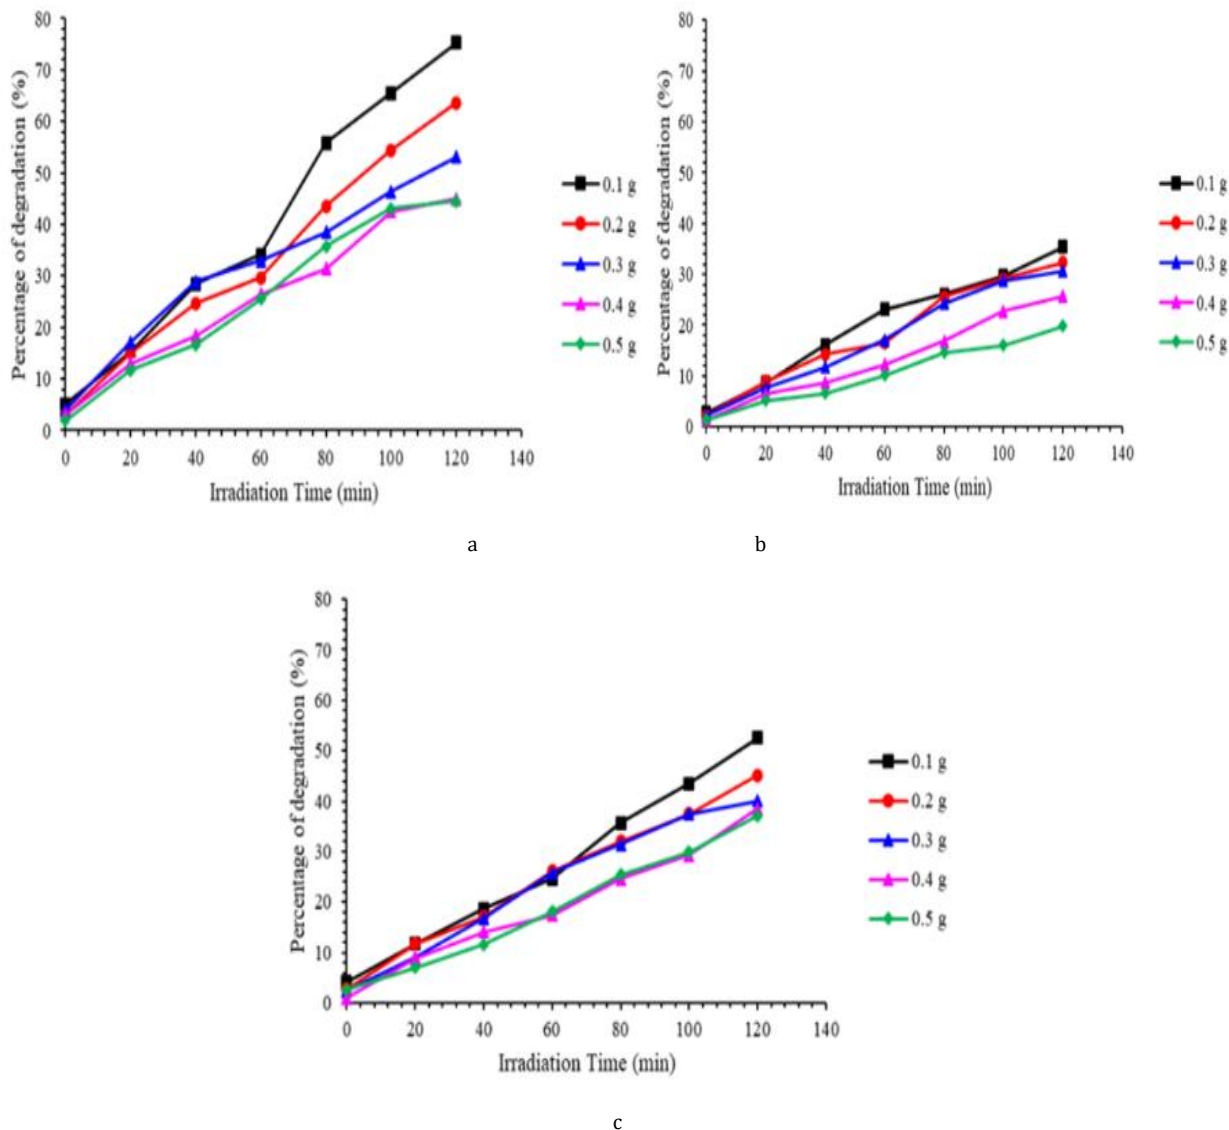 80
70
60
50
40
30
20
10
0
Percentage of degradation (%)
0 20 40 60 80 100 120 140
Irradiation Time (min)
0.1 g
0.2 g
0.3 g
0.4 g
0.5 g
80
70
60
50
40
30
20
10
0
Percentage of degradation (%)
0 20 40 60 80 100 120 140
Irradiation Time (min)
0.1 g
0.2 g
0.3 g
0.4 g
0.5 g
a b
80
70
60
50
40
30
20
10
0
Percentage of degradation (%)
0 20 40 60 80 100 120 140
Irradiation Time (min)
0.1 g
0.2 g
0.3 g
0.4 g
0.5 g
c